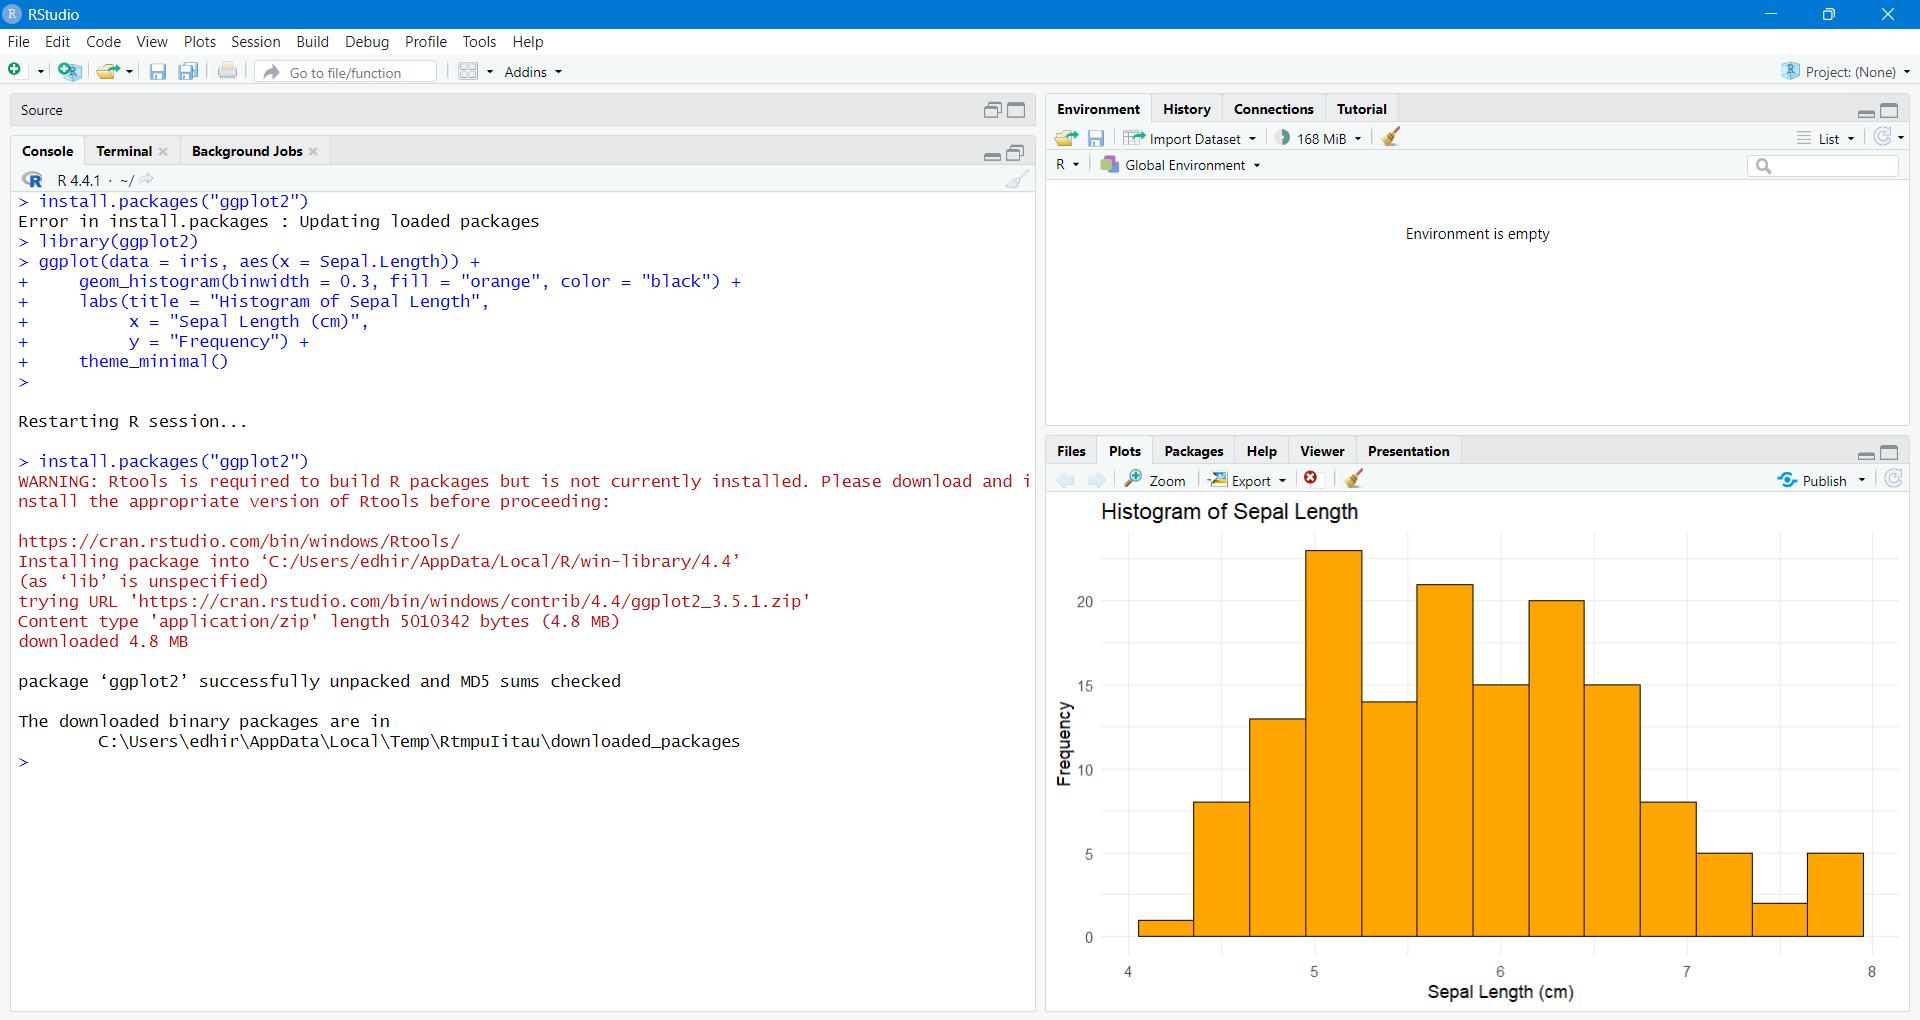 RStudio
File Edit Code View Plots Session Build Debug Profile Tools Help
Go to file/function Addins Project: (None)
Source
Console Terminal Background Jobs
R 4.4.1 · ~/
> install.packages("ggplot2")
Error in install.packages : Updating loaded packages
> library(ggplot2)
> ggplot(data = iris, aes(x = Sepal.Length)) +
+     geom_histogram(binwidth = 0.3, fill = "orange", color = "black") +
+     labs(title = "Histogram of Sepal Length",
+          x = "Sepal Length (cm)",
+          y = "Frequency") +
+     theme_minimal()
>
Restarting R session...
> install.packages("ggplot2")
WARNING: Rtools is required to build R packages but is not currently installed. Please download and i
nstall the appropriate version of Rtools before proceeding:
https://cran.rstudio.com/bin/windows/Rtools/
Installing package into ‘C:/Users/edhir/AppData/Local/R/win-library/4.4’
(as ‘lib’ is unspecified)
trying URL 'https://cran.rstudio.com/bin/windows/contrib/4.4/ggplot2_3.5.1.zip'
Content type 'application/zip' length 5010342 bytes (4.8 MB)
downloaded 4.8 MB
package ‘ggplot2’ successfully unpacked and MD5 sums checked
The downloaded binary packages are in
        C:\Users\edhir\AppData\Local\Temp\RtmpuIitau\downloaded_packages
>
Environment History Connections Tutorial
Import Dataset 168 MiB List
R Global Environment
Environment is empty
Files Plots Packages Help Viewer Presentation
Zoom Export Publish
Histogram of Sepal Length
Frequency
20
15
10
5
0
4 5 6 7 8
Sepal Length (cm)